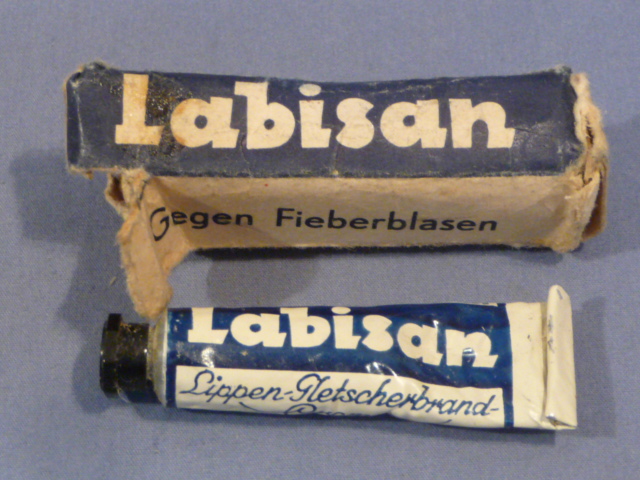 Labisan
Gegen Fieberblasen
Labisan
Lippen-Gletscherbrand-